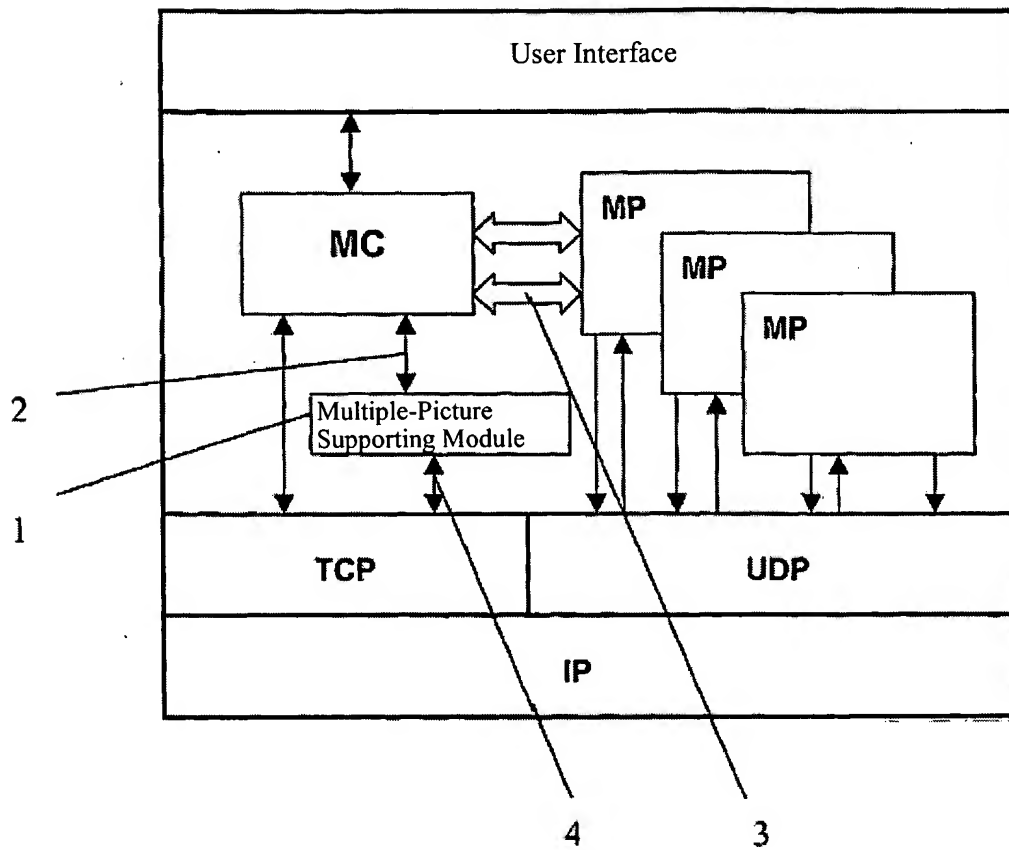 User Interface
MC
MP
MP
MP
2
Multiple-Picture
Supporting Module
1
TCP
UDP
IP
4
3